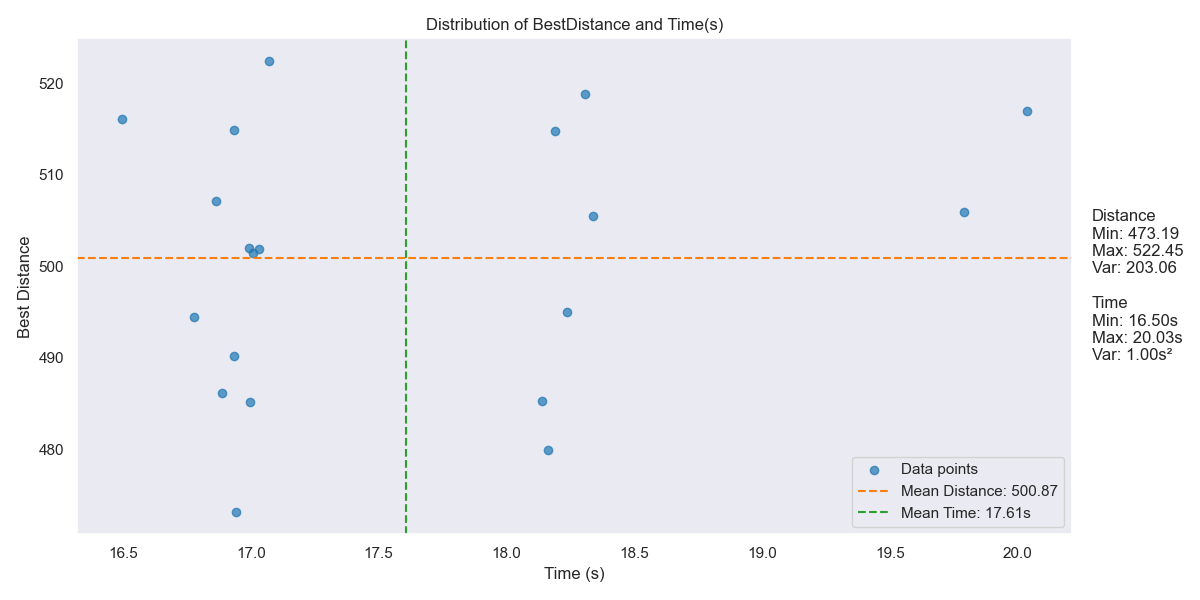 Distribution of BestDistance and Time(s)
Best Distance
520
510
500
490
480
16.5
17.0
17.5
18.0
18.5
19.0
19.5
20.0
Time (s)
Data points
Mean Distance: 500.87
Mean Time: 17.61s
Distance
Min: 473.19
Max: 522.45
Var: 203.06
Time
Min: 16.50s
Max: 20.03s
Var: 1.00s²